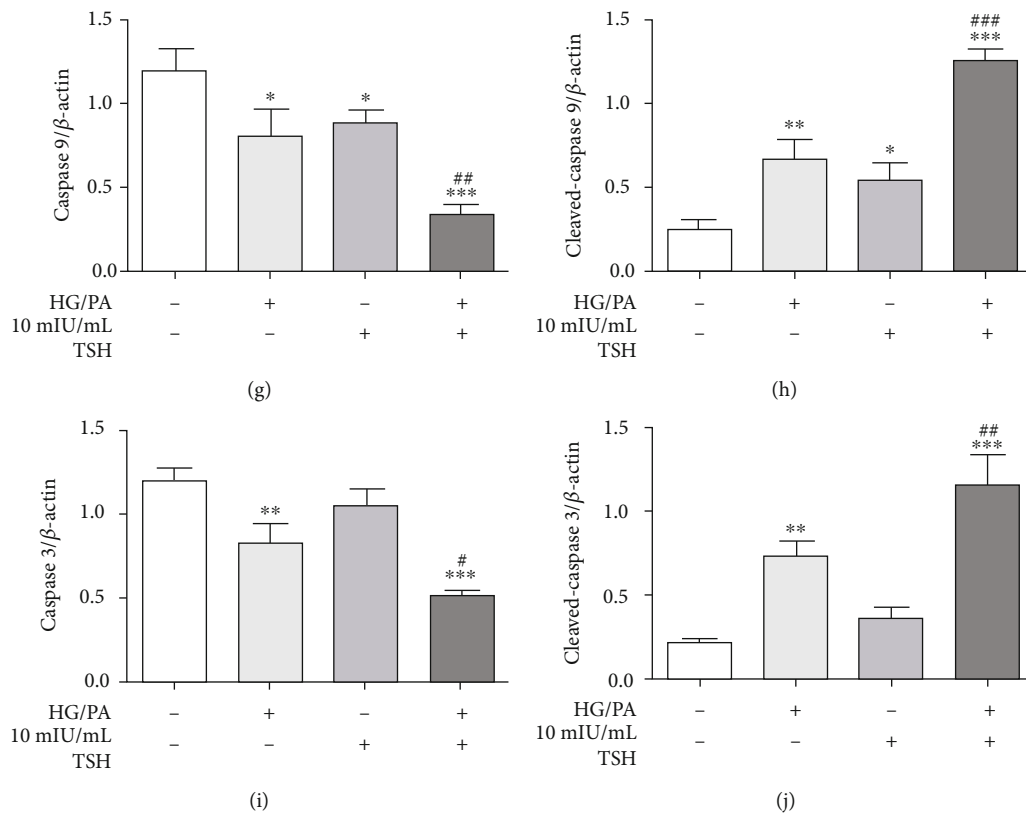 1.5
1.0
0.5
0.0
Caspase 9/β-actin
*
*
##
***
HG/PA – + – +
10 mIU/mL
TSH – – + +
(g)
1.5
1.0
0.5
0.0
Cleaved-caspase 9/β-actin
**
*
###
***
HG/PA – + – +
10 mIU/mL
TSH – – + +
(h)
1.5
1.0
0.5
0.0
Caspase 3/β-actin
**
#
***
HG/PA – + – +
10 mIU/mL
TSH – – + +
(i)
1.5
1.0
0.5
0.0
Cleaved-caspase 3/β-actin
**
##
***
HG/PA – + – +
10 mIU/mL
TSH – – + +
(j)